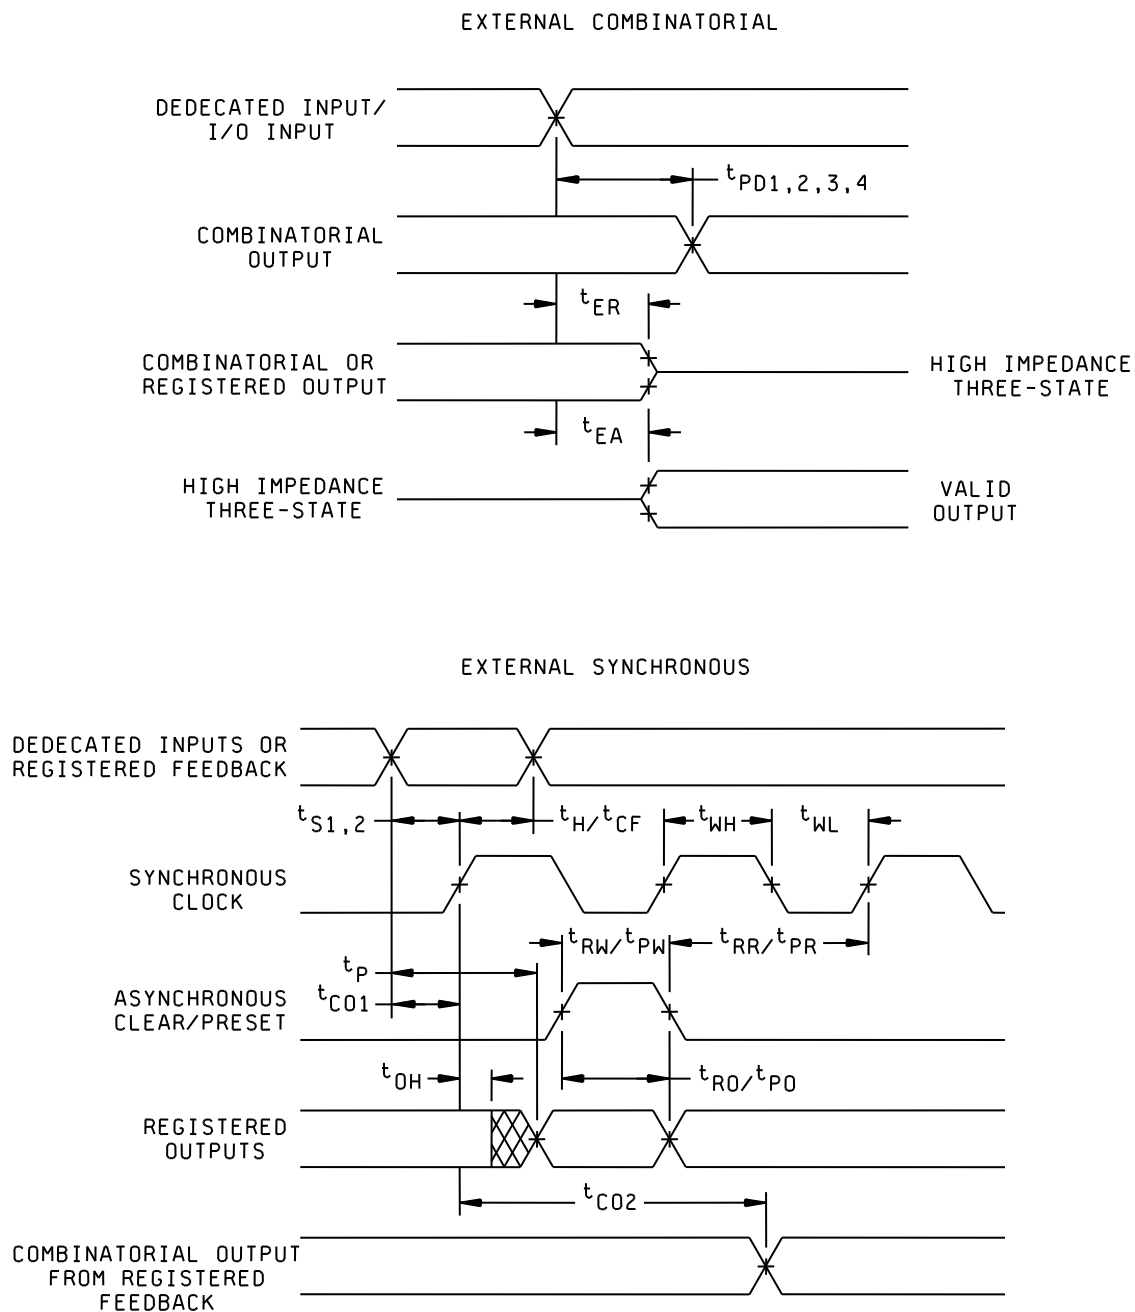 EXTERNAL COMBINATORIAL
DEDECATED INPUT/
I/O INPUT
tPD1,2,3,4
COMBINATORIAL
OUTPUT
tER
COMBINATORIAL OR
REGISTERED OUTPUT
HIGH IMPEDANCE
THREE-STATE
tEA
HIGH IMPEDANCE
THREE-STATE
VALID
OUTPUT
EXTERNAL SYNCHRONOUS
DEDECATED INPUTS OR
REGISTERED FEEDBACK
tS1,2
tH/tCF
tWH
tWL
SYNCHRONOUS
CLOCK
tRW/tPW
tRR/tPR
tP
tCO1
ASYNCHRONOUS
CLEAR/PRESET
tOH
tRO/tPO
REGISTERED
OUTPUTS
tCO2
COMBINATORIAL OUTPUT
FROM REGISTERED
FEEDBACK